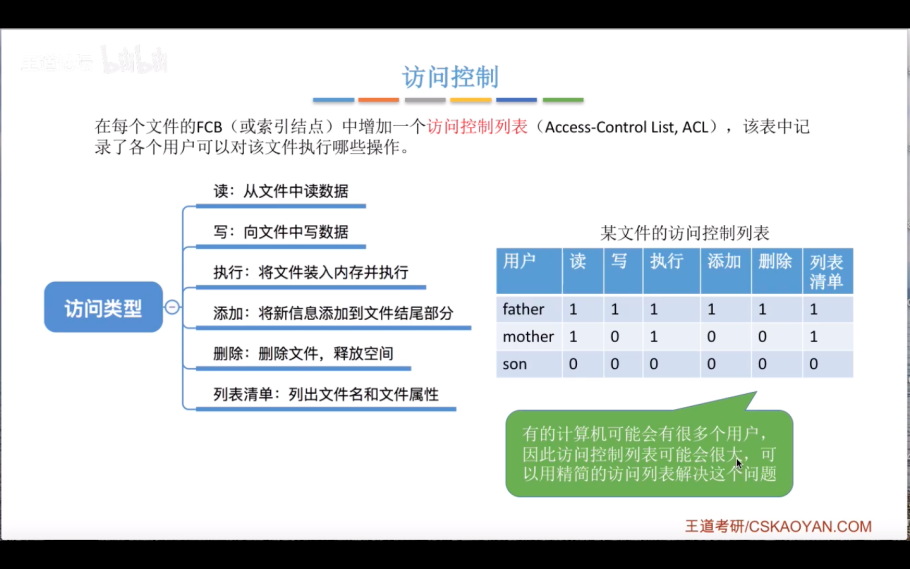 访问控制
在每个文件的FCB（或索引结点）中增加一个访问控制列表（Access-Control List, ACL），该表中记
录了各个用户可以对该文件执行哪些操作。
访问类型
读：从文件中读数据
写：向文件中写数据
执行：将文件装入内存并执行
添加：将新信息添加到文件结尾部分
删除：删除文件，释放空间
列表清单：列出文件名和文件属性
某文件的访问控制列表
用户 读 写 执行 添加 删除 列表
清单
father 1 1 1 1 1 1
mother 1 0 1 0 0 1
son 0 0 0 0 0 0
有的计算机可能会有很多个用户，
因此访问控制列表可能会很大，可
以用精简的访问列表解决这个问题
王道考研/CSKAOYAN.COM